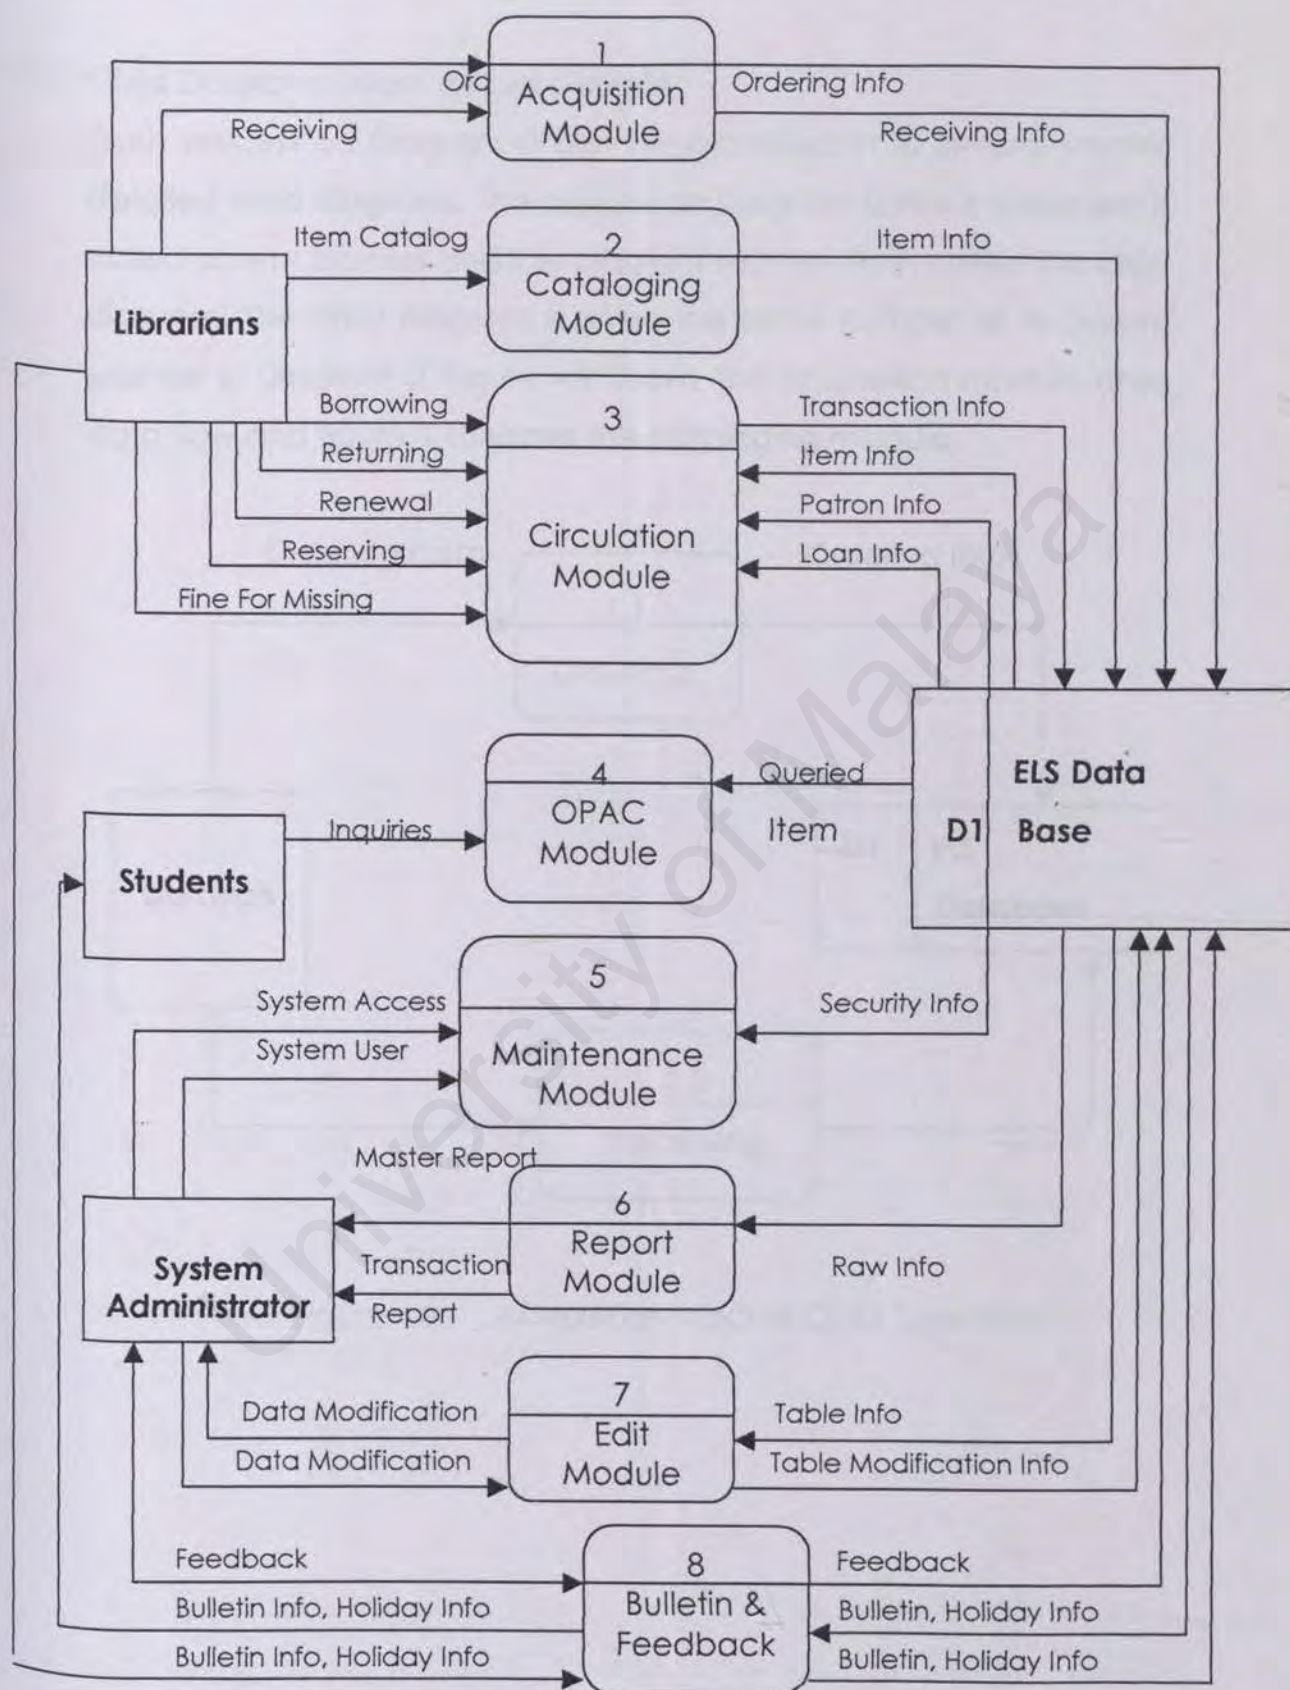 1
Ord
Acquisition
Module
Ordering Info
Receiving
Receiving Info
Item Catalog
2
Cataloging
Module
Item Info
Librarians
Borrowing
Returning
Renewal
Reserving
Fine For Missing
3
Circulation
Module
Transaction Info
Item Info
Patron Info
Loan Info
4
OPAC
Module
Queried
Item
ELS Data
D1 Base
Inquiries
Students
5
Maintenance
Module
System Access
System User
Security Info
Master Report
6
Report
Module
Raw Info
System
Administrator
Transaction
Report
7
Edit
Module
Data Modification
Data Modification
Table Info
Table Modification Info
8
Bulletin &
Feedback
Feedback
Bulletin Info, Holiday Info
Bulletin Info, Holiday Info
Feedback
Bulletin, Holiday Info
Bulletin, Holiday Info
University of Malaya